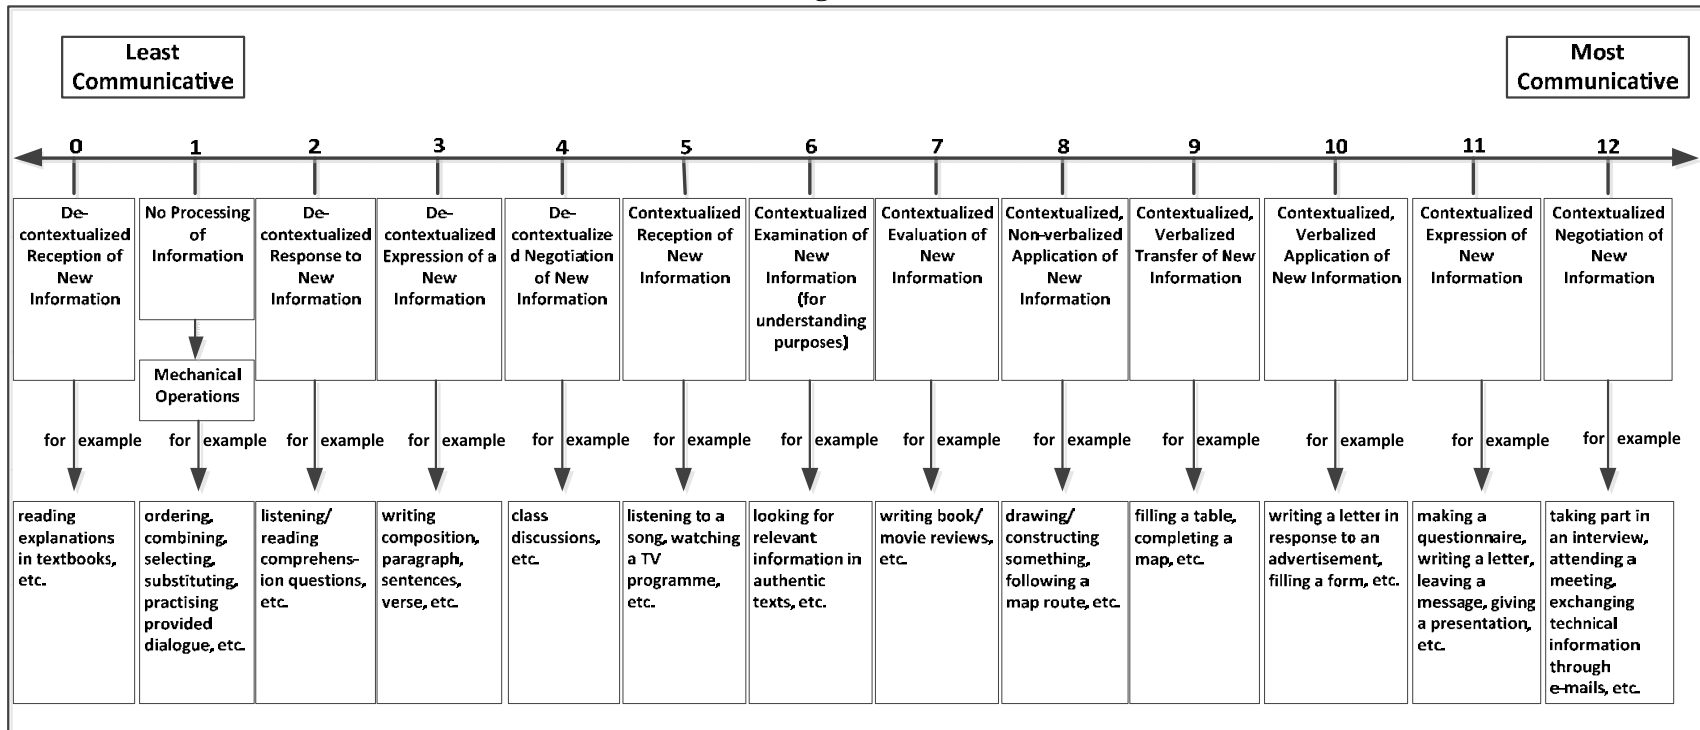 Least
Communicative
Most
Communicative
0
1
2
3
4
5
6
7
8
9
10
11
12
De-
contextualized
Reception of
New
Information
No Processing
of
Information
Mechanical
Operations
De-
contextualized
Response to
New
Information
De-
contextualized
Expression of a
New
Information
De-
contextualize
d Negotiation
of New
Information
Contextualized
Reception of
New
Information
Contextualized
Examination of
New
Information
(for
understanding
purposes)
Contextualized
Evaluation of
New
Information
Contextualized,
Non-verbalized
Application of
New
Information
Contextualized,
Verbalized
Transfer of New
Information
Contextualized,
Verbalized
Application of
New Information
Contextualized
Expression of
New
Information
Contextualized
Negotiation of
New
Information
for example
for example
for example
for example
for example
for example
for example
for example
for example
for example
for example
for example
for example
reading
explanations
in textbooks,
etc.
ordering,
combining,
selecting,
substituting,
practising
provided
dialogue, etc.
listening/
reading
comprehens-
ion questions,
etc.
writing
composition,
paragraph,
sentences,
verse, etc.
class
discussions,
etc.
listening to a
song, watching
a TV
programme,
etc.
looking for
relevant
information in
authentic
texts, etc.
writing book/
movie reviews,
etc.
drawing/
constructing
something,
following a
map route, etc.
filling a table,
completing a
map, etc.
writing a letter in
response to an
advertisement,
filling a form, etc.
making a
questionnaire,
writing a letter,
leaving a
message, giving
a presentation,
etc.
taking part in
an interview,
attending a
meeting,
exchanging
technical
information
through
e-mails, etc.